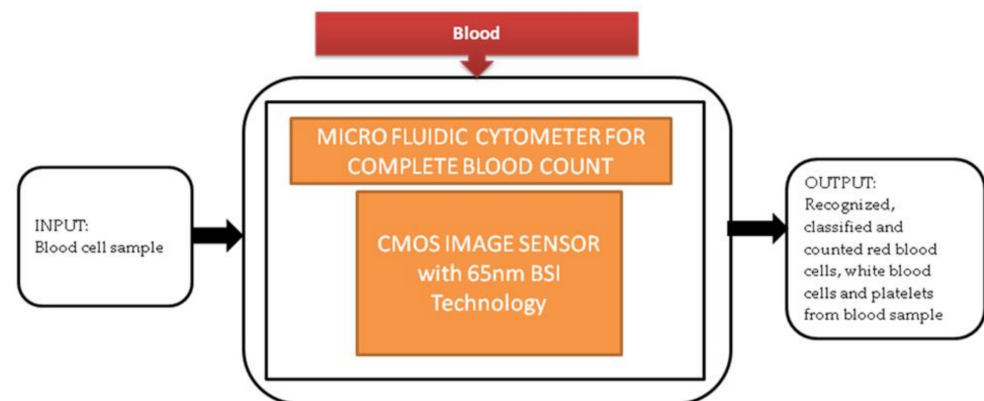 Blood
MICRO FLUIDIC CYTOMETER FOR
COMPLETE BLOOD COUNT
CMOS IMAGE SENSOR
with 65nm BSI
Technology
INPUT:
Blood cell sample
OUTPUT:
Recognized,
classified and
counted red blood
cells, white blood
cells and platelets
from blood sample